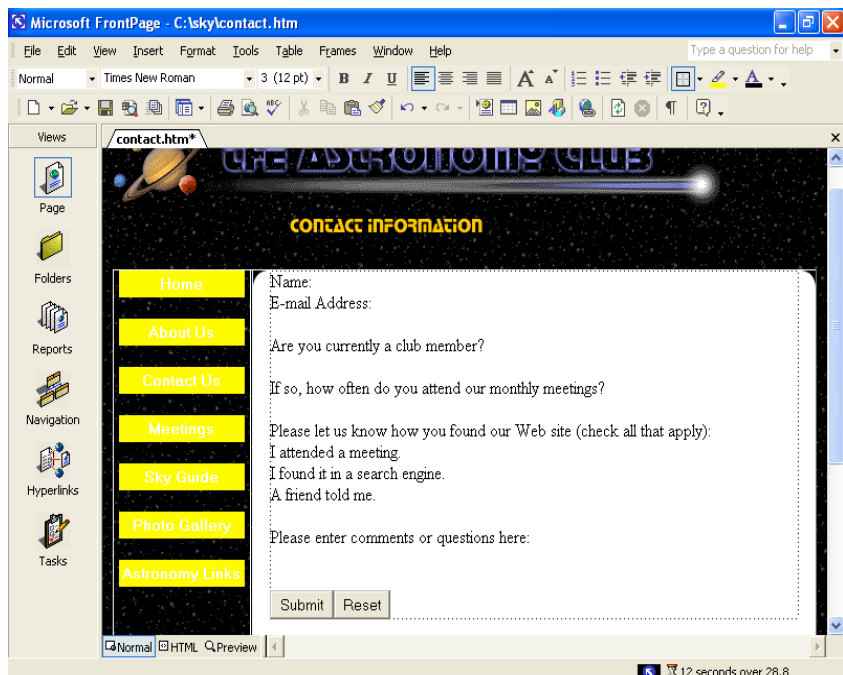 Microsoft FrontPage - C:\sky\contact.htm
File Edit View Insert Format Tools Table Frames Window Help Type a question for help
Normal Times New Roman 3 (12 pt) B I U A A A
ABC
Views contact.htm*
THE ASTRONOMY CLUB
Page
CONTACT INFORMATION
Folders
Home
Name:
E-mail Address:
About Us
Reports
Are you currently a club member?
Contact Us
If so, how often do you attend our monthly meetings?
Navigation
Meetings
Please let us know how you found our Web site (check all that apply):
I attended a meeting.
Sky Guide
I found it in a search engine.
Hyperlinks
A friend told me.
Photo Gallery
Please enter comments or questions here:
Tasks
Astronomy Links
Submit Reset
Normal HTML Preview
12 seconds over 28.8